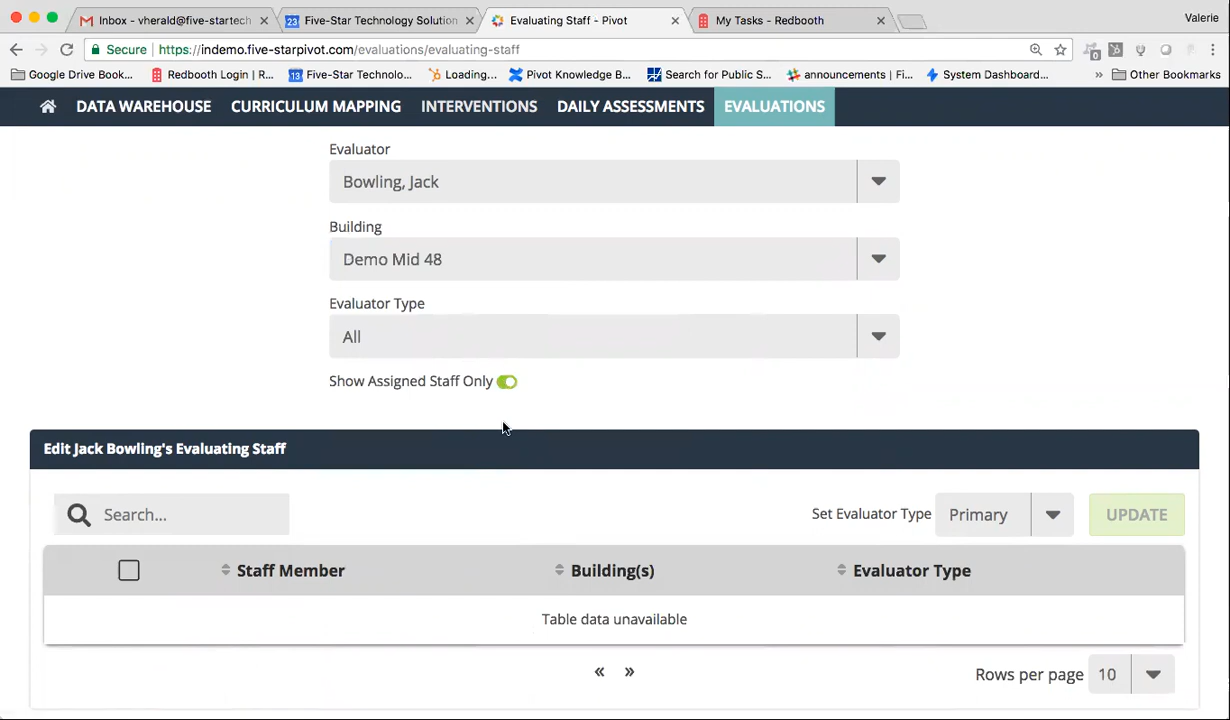 Inbox - vherald@five-startech
Five-Star Technology Solution
Evaluating Staff - Pivot
My Tasks - Redbooth
Valerie
Secure
https://indemo.five-starpivot.com/evaluations/evaluating-staff
Google Drive Book...
Redbooth Login | R...
Five-Star Technolo...
Loading...
Pivot Knowledge B...
Search for Public S...
announcements | Fi...
System Dashboard...
»
Other Bookmarks
DATA WAREHOUSE
CURRICULUM MAPPING
INTERVENTIONS
DAILY ASSESSMENTS
EVALUATIONS
Evaluator
Bowling, Jack
Building
Demo Mid 48
Evaluator Type
All
Show Assigned Staff Only
Edit Jack Bowling's Evaluating Staff
Search...
Set Evaluator Type
Primary
UPDATE
Staff Member
Building(s)
Evaluator Type
Table data unavailable
« »
Rows per page
10